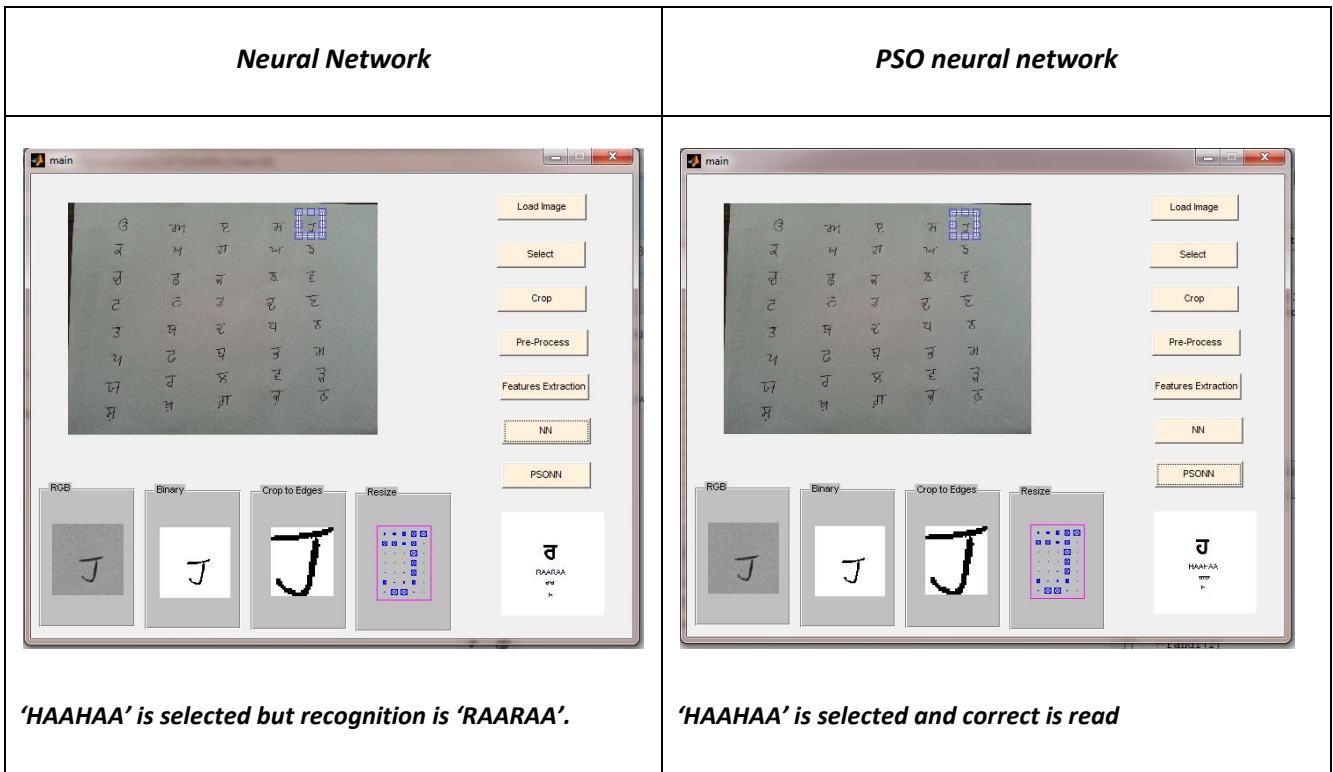 Neural Network
PSO neural network
main
Load Image
ੳ ਅ ੲ ਸ ਹ
Select
ਕ ਖ ਗ ਘ ਙ
ਚ ਛ ਜ ਝ ਞ
Crop
ਟ ਠ ਡ ਢ ਣ
ਤ ਥ ਦ ਧ ਨ
Pre-Process
ਪ ਫ ਬ ਭ ਮ
Features Extraction
ਯ ਰ ਲ ਵ ੜ
ਸ਼ ਖ਼ ਗ਼ ਜ਼ ਫ਼
NN
PSONN
RGB
Binary
Crop to Edges
Resize
ਹ
ਹ
ਹ
ਰ
RAARAA
ਰਾਰਾ
main
Load Image
ੳ ਅ ੲ ਸ ਹ
Select
ਕ ਖ ਗ ਘ ਙ
ਚ ਛ ਜ ਝ ਞ
Crop
ਟ ਠ ਡ ਢ ਣ
ਤ ਥ ਦ ਧ ਨ
Pre-Process
ਪ ਫ ਬ ਭ ਮ
Features Extraction
ਯ ਰ ਲ ਵ ੜ
ਸ਼ ਖ਼ ਗ਼ ਜ਼ ਫ਼
NN
PSONN
RGB
Binary
Crop to Edges
Resize
ਹ
ਹ
ਹ
ਹ
HAAHAA
‘HAAHAA’ is selected but recognition is ‘RAARAA’.
‘HAAHAA’ is selected and correct is read